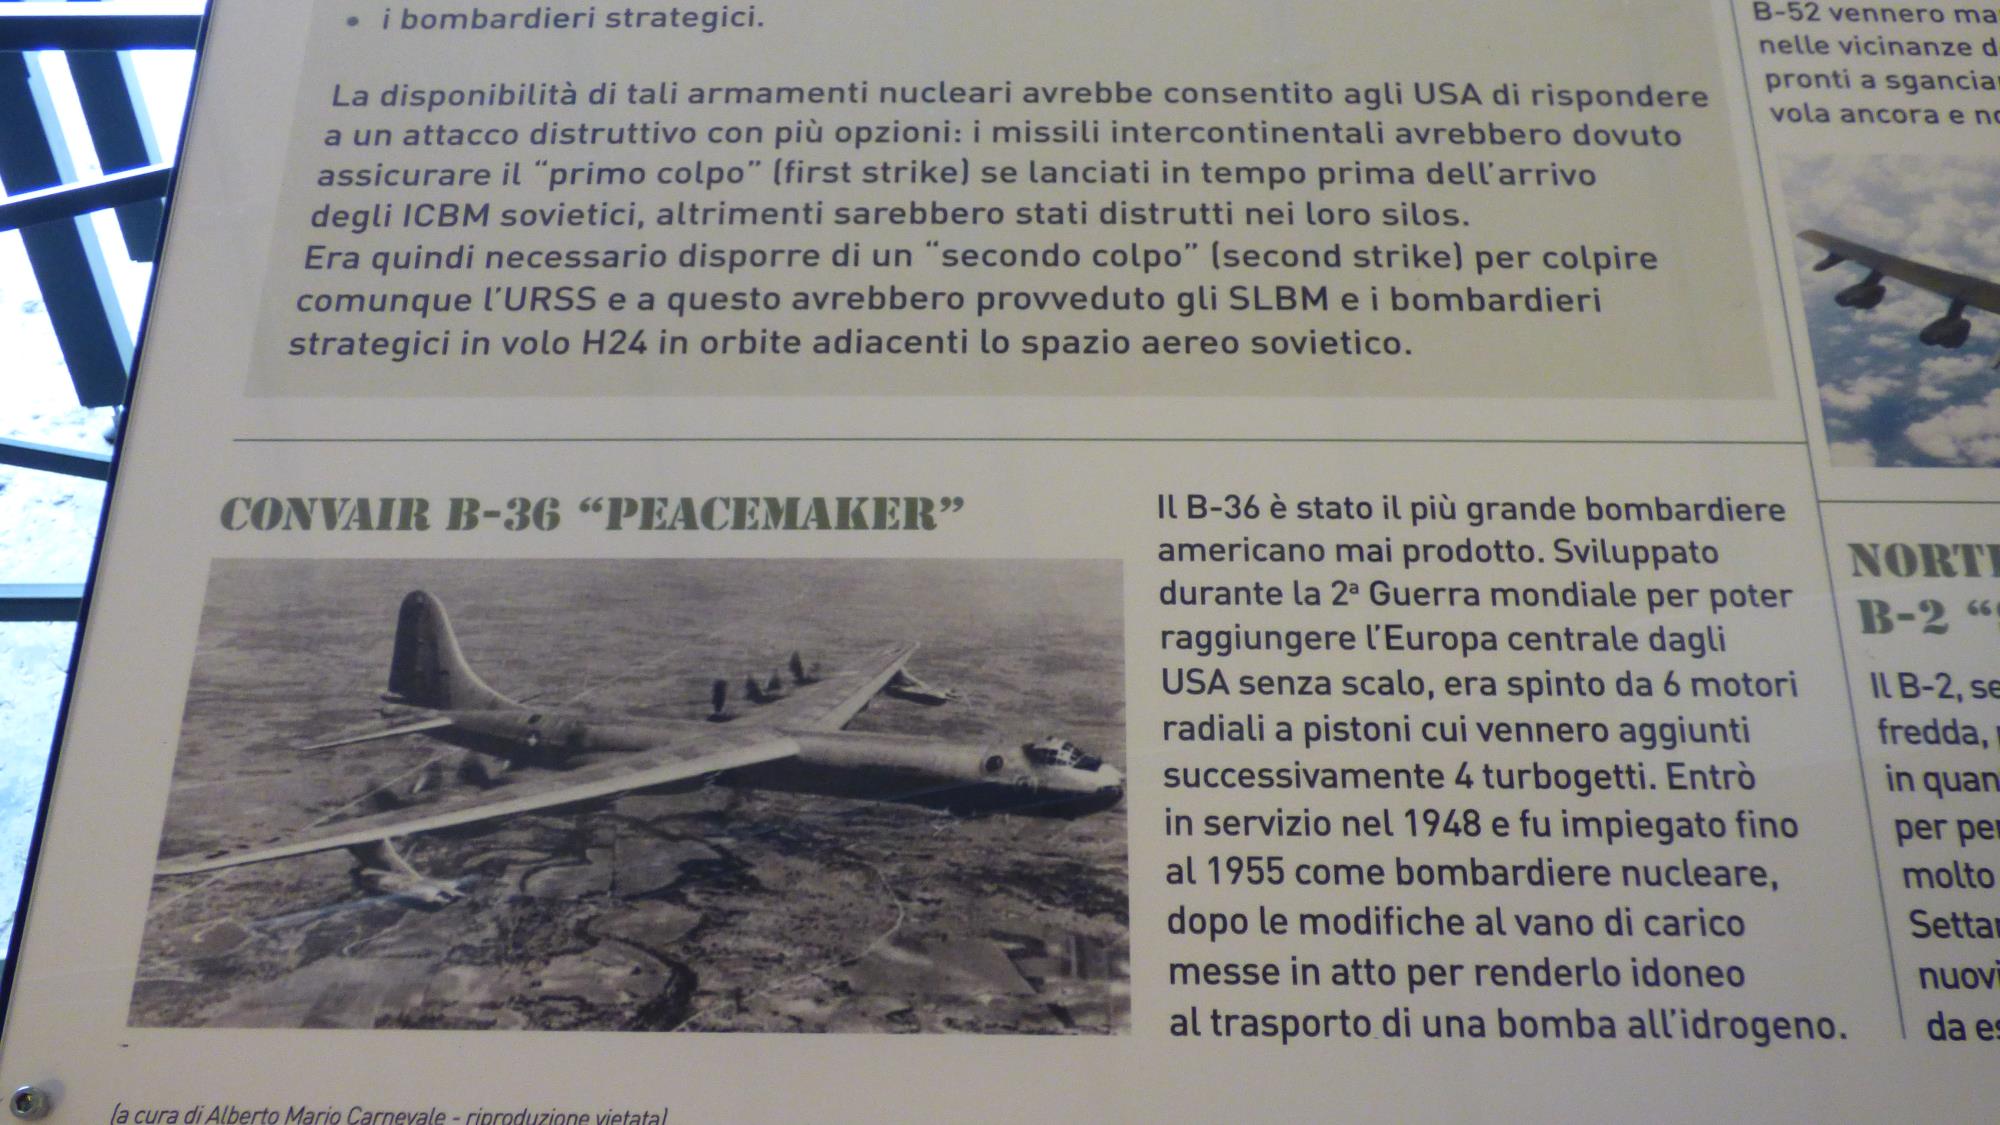 • i bombardieri strategici.
La disponibilità di tali armamenti nucleari avrebbe consentito agli USA di rispondere
a un attacco distruttivo con più opzioni: i missili intercontinentali avrebbero dovuto
assicurare il “primo colpo” (first strike) se lanciati in tempo prima dell'arrivo
degli ICBM sovietici, altrimenti sarebbero stati distrutti nei loro silos.
Era quindi necessario disporre di un “secondo colpo” (second strike) per colpire
comunque l'URSS e a questo avrebbero provveduto gli SLBM e i bombardieri
strategici in volo H24 in orbite adiacenti lo spazio aereo sovietico.
CONVAIR B-36 “PEACEMAKER”
Il B-36 è stato il più grande bombardiere
americano mai prodotto. Sviluppato
durante la 2ª Guerra mondiale per poter
raggiungere l'Europa centrale dagli
USA senza scalo, era spinto da 6 motori
radiali a pistoni cui vennero aggiunti
successivamente 4 turbogetti. Entrò
in servizio nel 1948 e fu impiegato fino
al 1955 come bombardiere nucleare,
dopo le modifiche al vano di carico
messe in atto per renderlo idoneo
al trasporto di una bomba all'idrogeno.
(a cura di Alberto Mario Carnevale - riproduzione vietata)
B-52 vennero
nelle vicinanze
pronti a
vola ancora e
B-2 “
Il B-2,
fredda,
in
per
molto
da